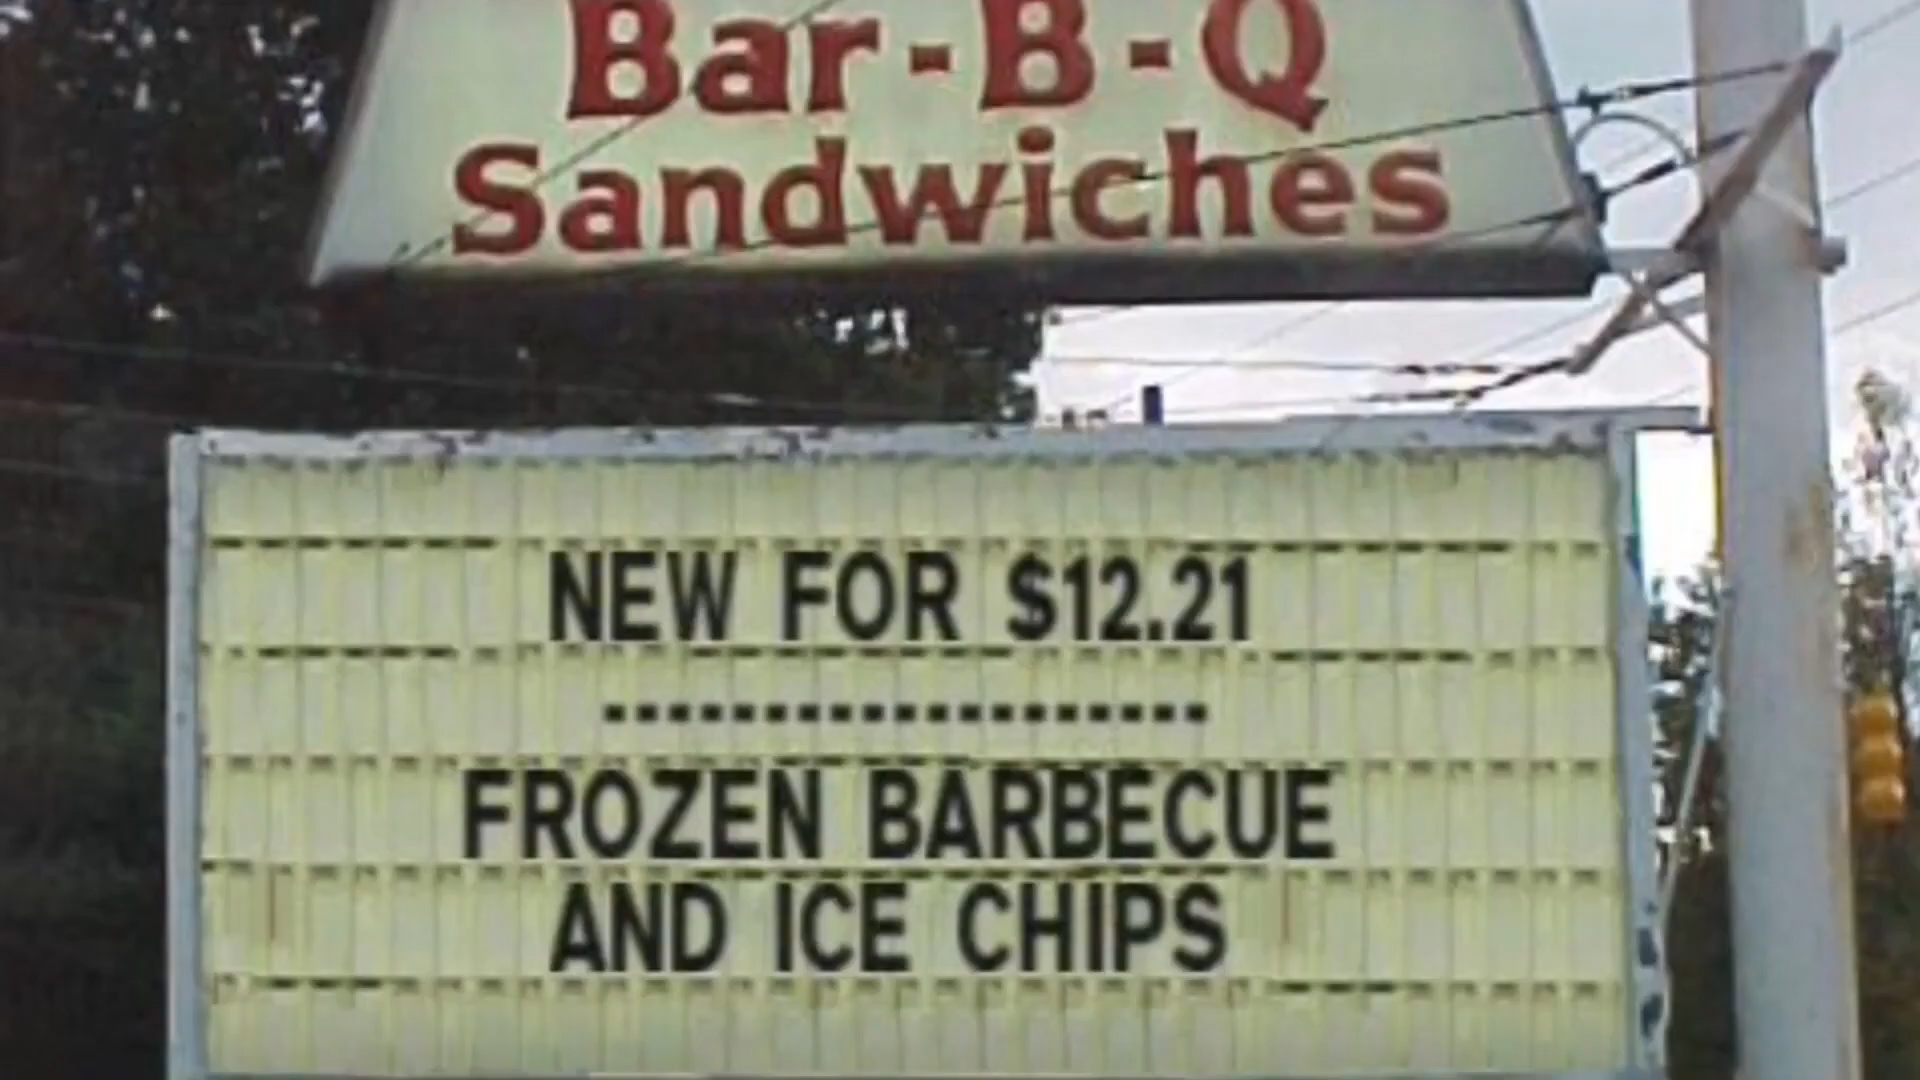 Bar-B-Q
Sandwiches
NEW FOR $12.21
-------------------
FROZEN BARBECUE
AND ICE CHIPS